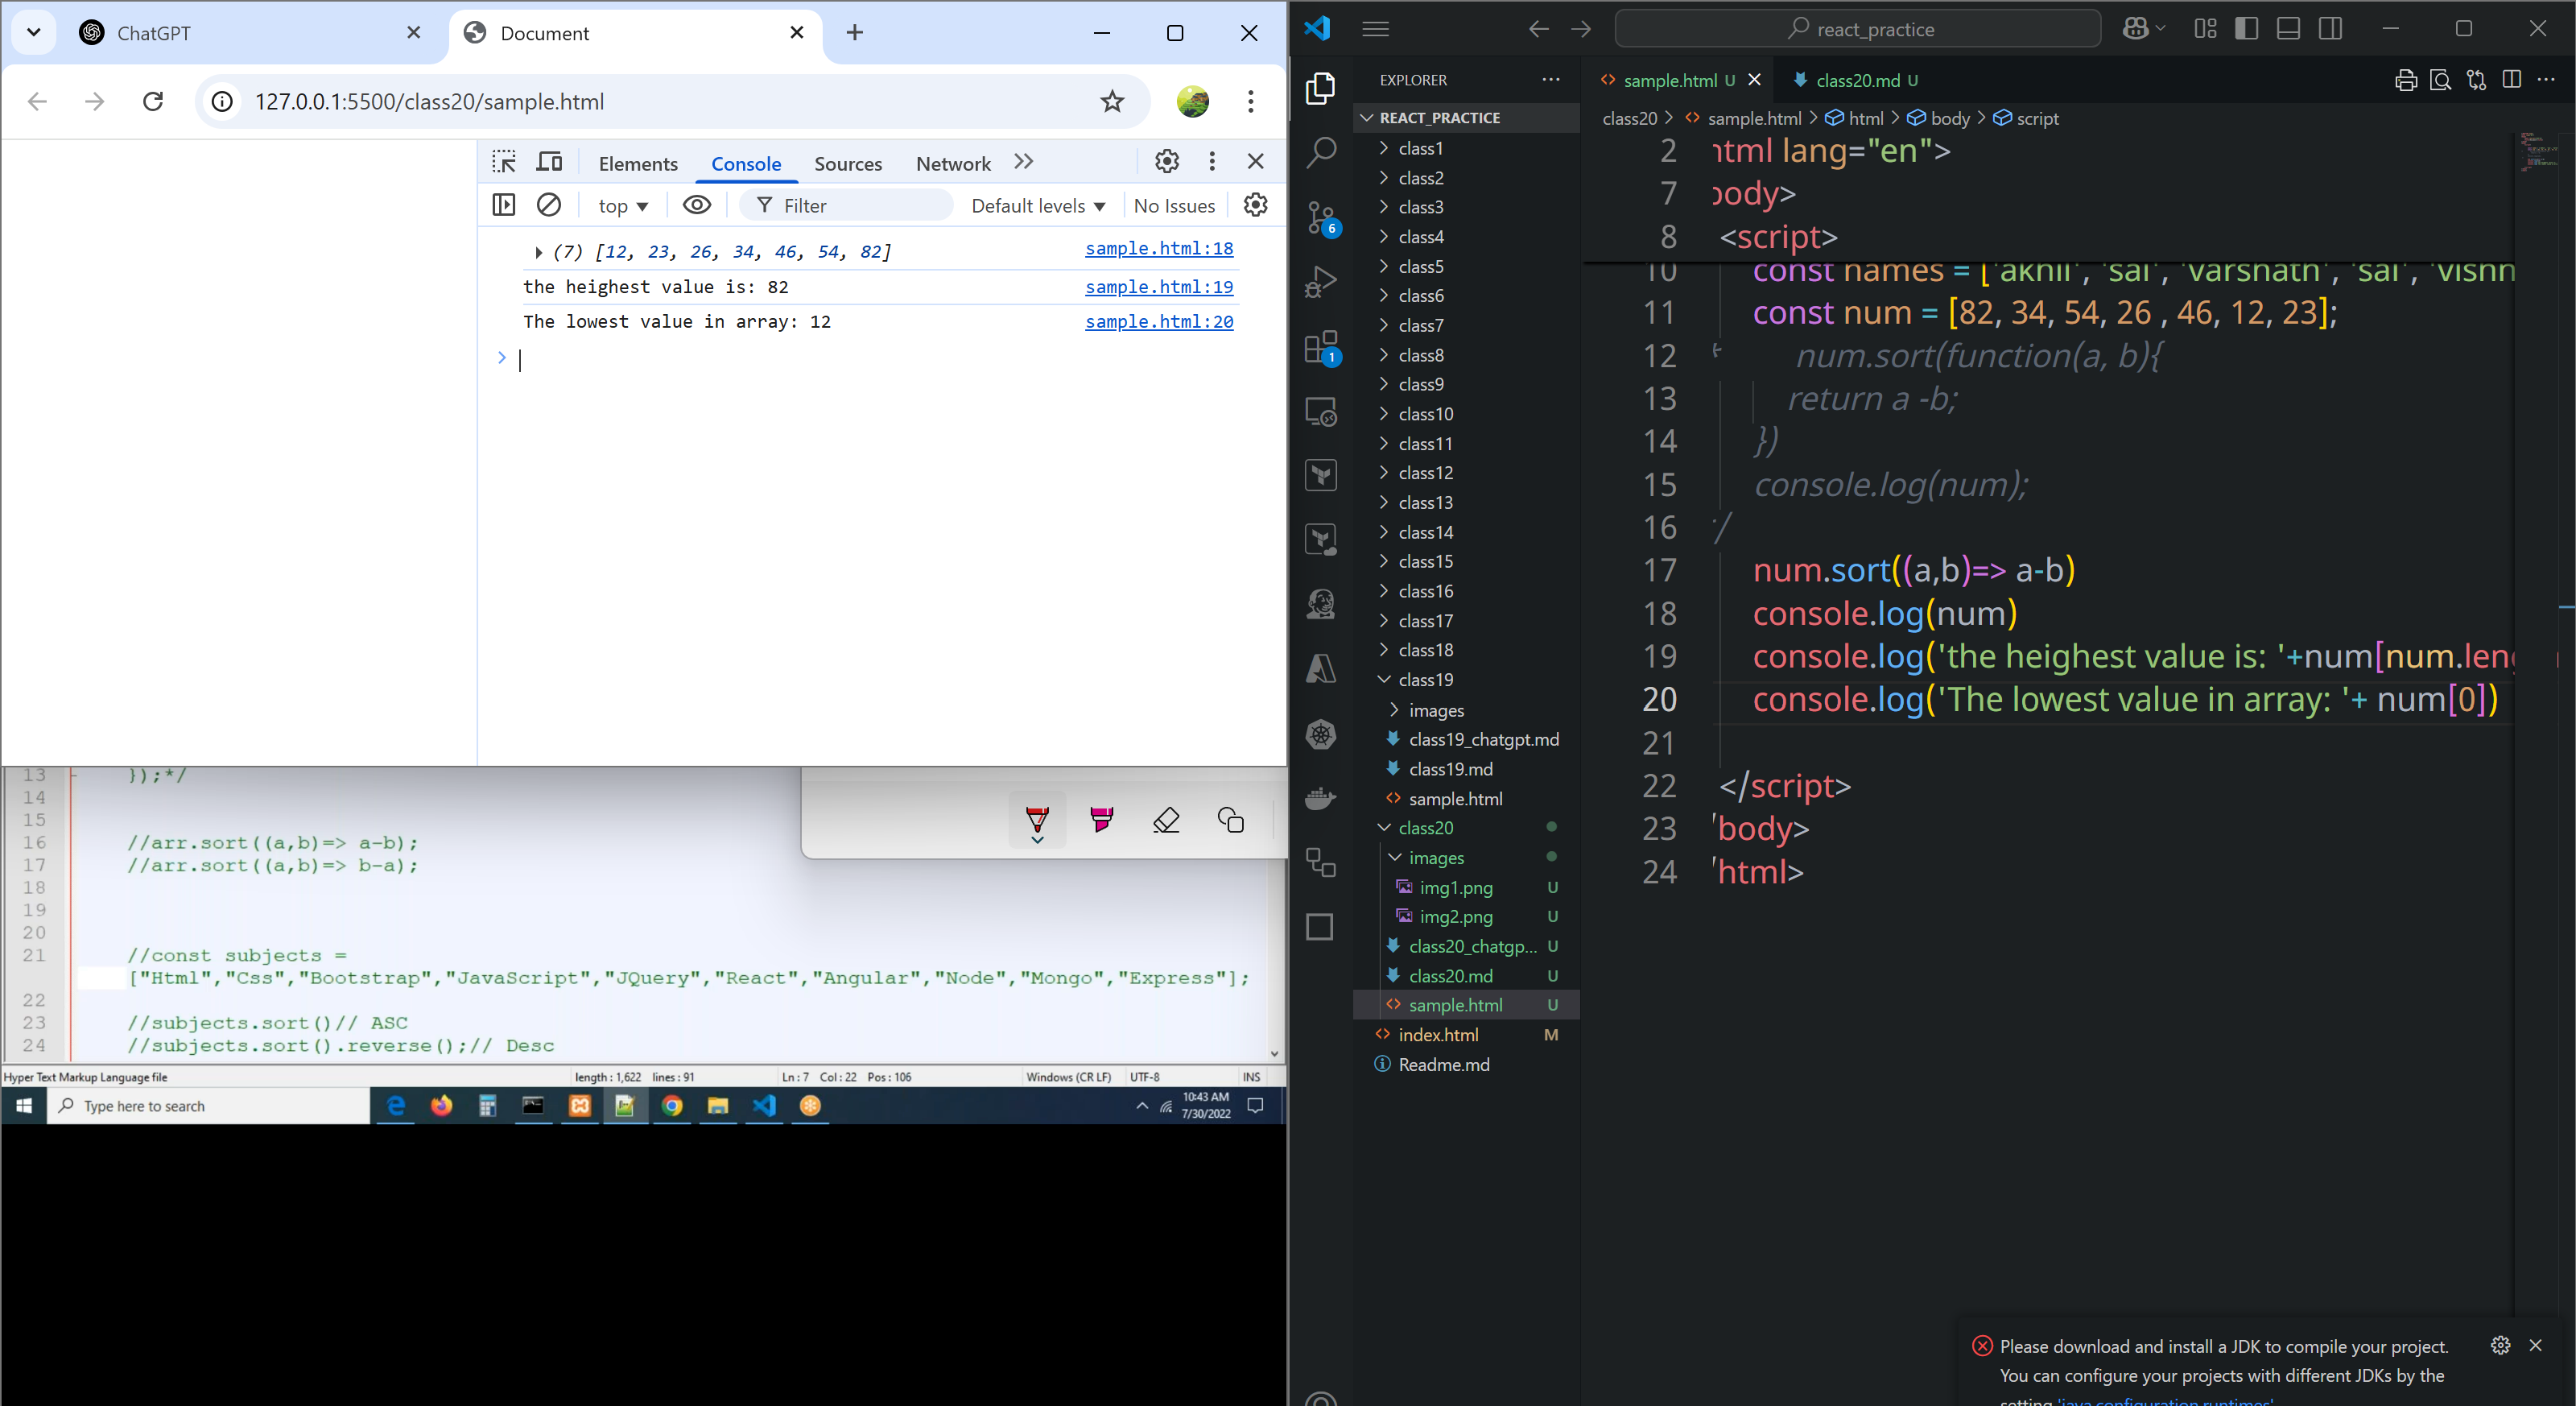 ChatGPT
Document
127.0.0.1:5500/class20/sample.html
Elements
Console
Sources
Network
top
Filter
Default levels
No Issues
(7) [12, 23, 26, 34, 46, 54, 82]
sample.html:18
the heighest value is: 82
sample.html:19
The lowest value in array: 12
sample.html:20
13 });*/
14
15
16 //arr.sort((a,b)=> a-b);
17 //arr.sort((a,b)=> b-a);
18
19
20
21 //const subjects =
["Html","Css","Bootstrap","JavaScript","JQuery","React","Angular","Node","Mongo","Express"];
22
23 //subjects.sort()// ASC
24 //subjects.sort().reverse();// Desc
Hyper Text Markup Language file
length : 1,622 lines : 91
Ln : 7 Col : 22 Pos : 106
Windows (CR LF)
UTF-8
INS
Type here to search
10:43 AM
7/30/2022
react_practice
EXPLORER
REACT_PRACTICE
class1
class2
class3
class4
class5
class6
class7
class8
class9
class10
class11
class12
class13
class14
class15
class16
class17
class18
class19
images
class19_chatgpt.md
class19.md
sample.html
class20
images
img1.png U
img2.png U
class20_chatgp... U
class20.md U
sample.html U
index.html M
Readme.md
6
1
sample.html U
class20.md U
class20 > sample.html > html > body > script
2 html lang="en">
7 body>
8 <script>
10 const names = ['akhil', 'sai', 'varshath', 'sai', 'vishn
11 const num = [82, 34, 54, 26 , 46, 12, 23];
12 * num.sort(function(a, b){
13 return a -b;
14 })
15 console.log(num);
16 */
17 num.sort((a,b)=> a-b)
18 console.log(num)
19 console.log('the heighest value is: '+num[num.leng
20 console.log('The lowest value in array: '+ num[0])
21
22 </script>
23 /body>
24 /html>
Please download and install a JDK to compile your project.
You can configure your projects with different JDKs by the
setting 'java.configuration.runtimes'